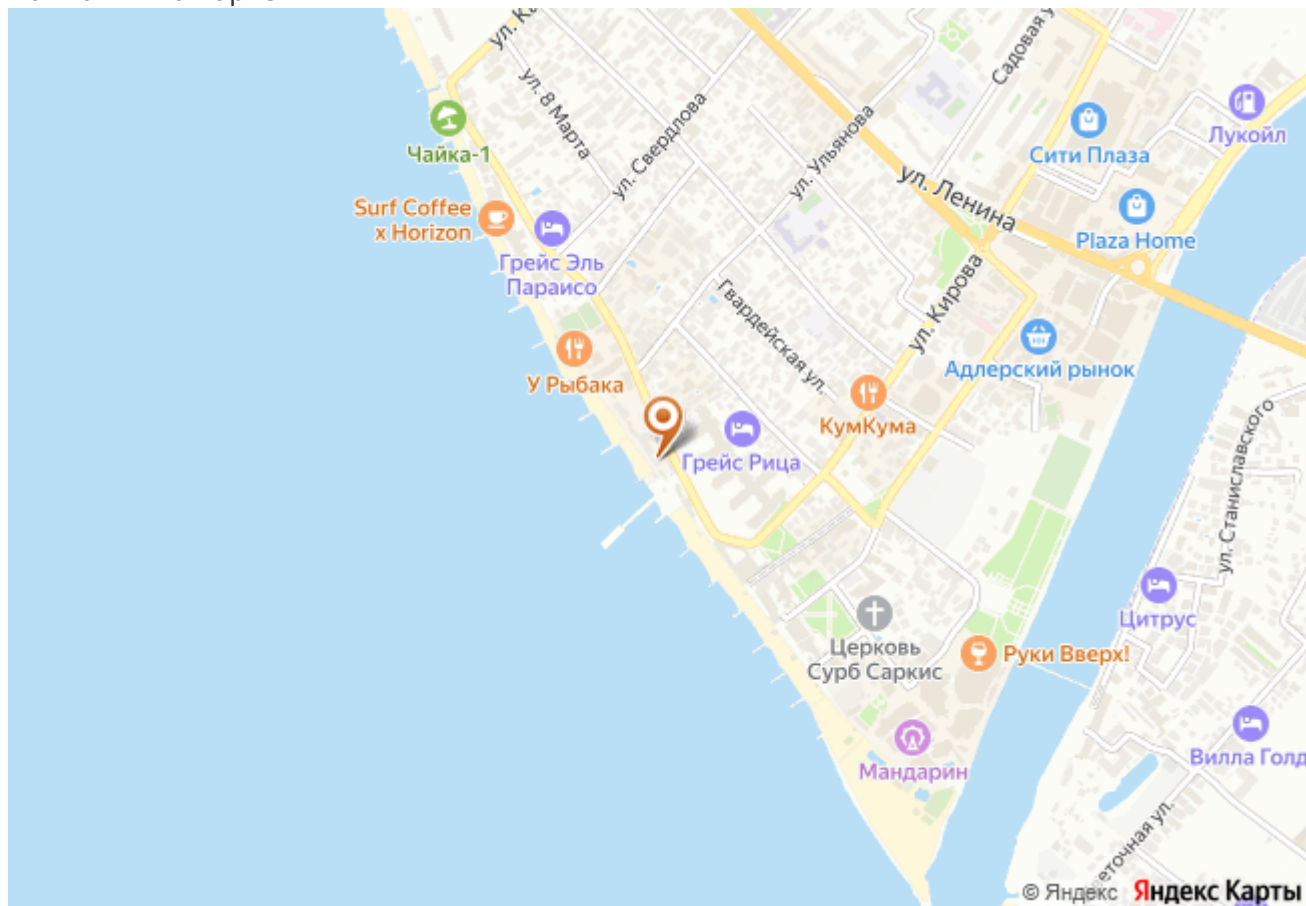 ул. 8 Марта
ул. Свердлова
ул. Ульянова
Садовая
ул. Ленина
Лукойл
Сити Плаза
Plaza Home
Чайка-1
Surf Coffee
x Horizon
Грейс Эль
Параисо
Гвардейская ул.
ул. Кирова
Адлерский рынок
У Рыбака
КумКума
Грейс Рица
ул. Станиславского
Цитрус
Церковь
Сурб Саркис
Руки Вверх!
Мандарин
Вилла Голд
© Яндекс Яндекс Карты